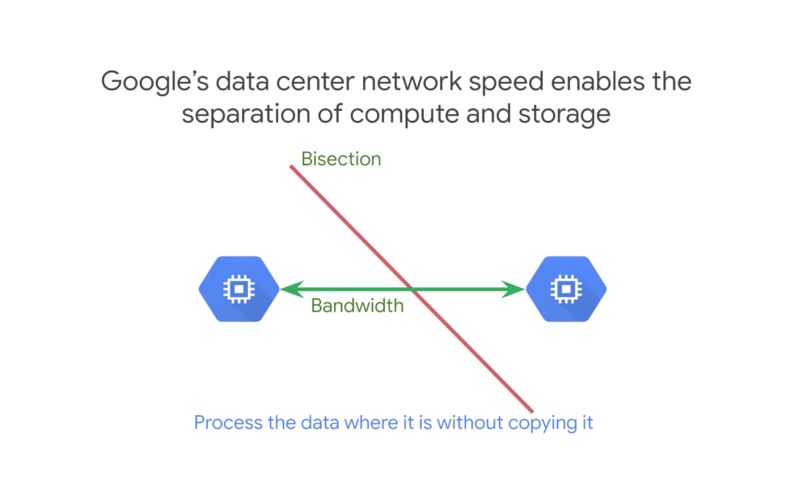 Google's data center network speed enables the
separation of compute and storage
Bisection
Bandwidth
Process the data where it is without copying it